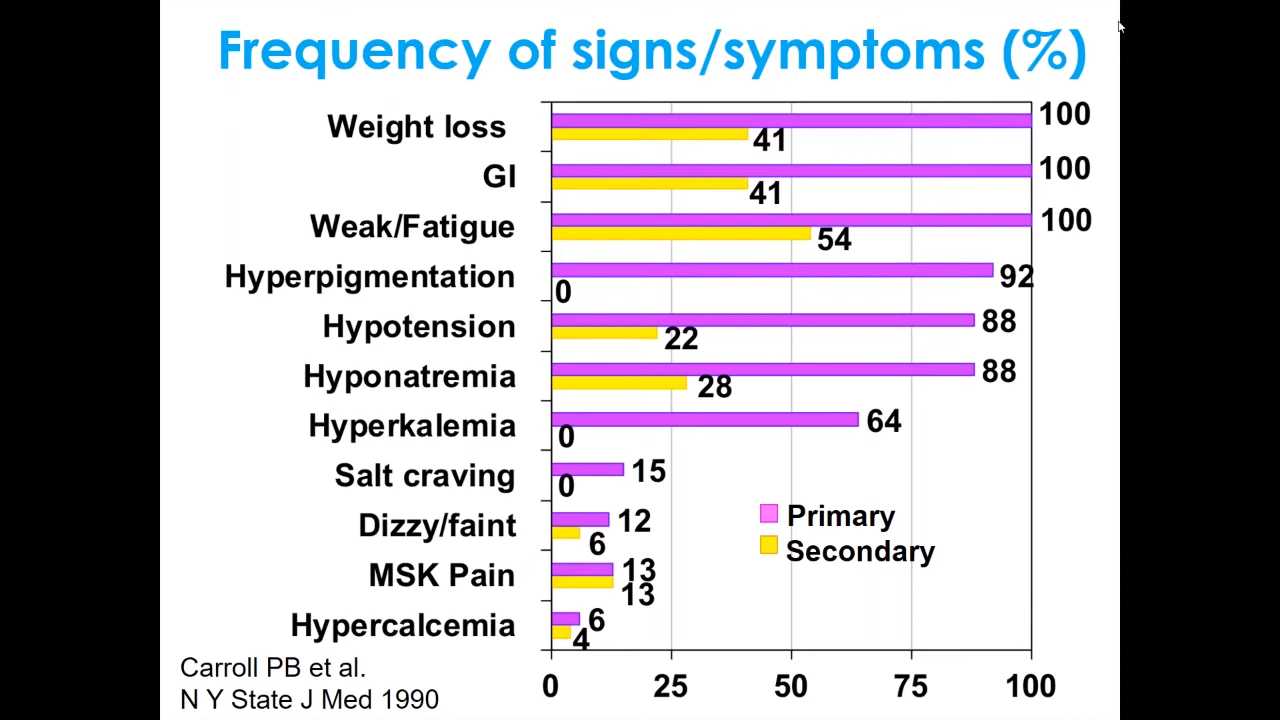 Frequency of signs/symptoms (%)
Weight loss 100
41
GI 100
41
Weak/Fatigue 100
54
Hyperpigmentation 92
0
Hypotension 88
22
Hyponatremia 88
28
Hyperkalemia 64
0
Salt craving 15
0
Dizzy/faint 12
6
MSK Pain 13
13
Hypercalcemia 6
4
Primary
Secondary
0 25 50 75 100
Carroll PB et al.
N Y State J Med 1990